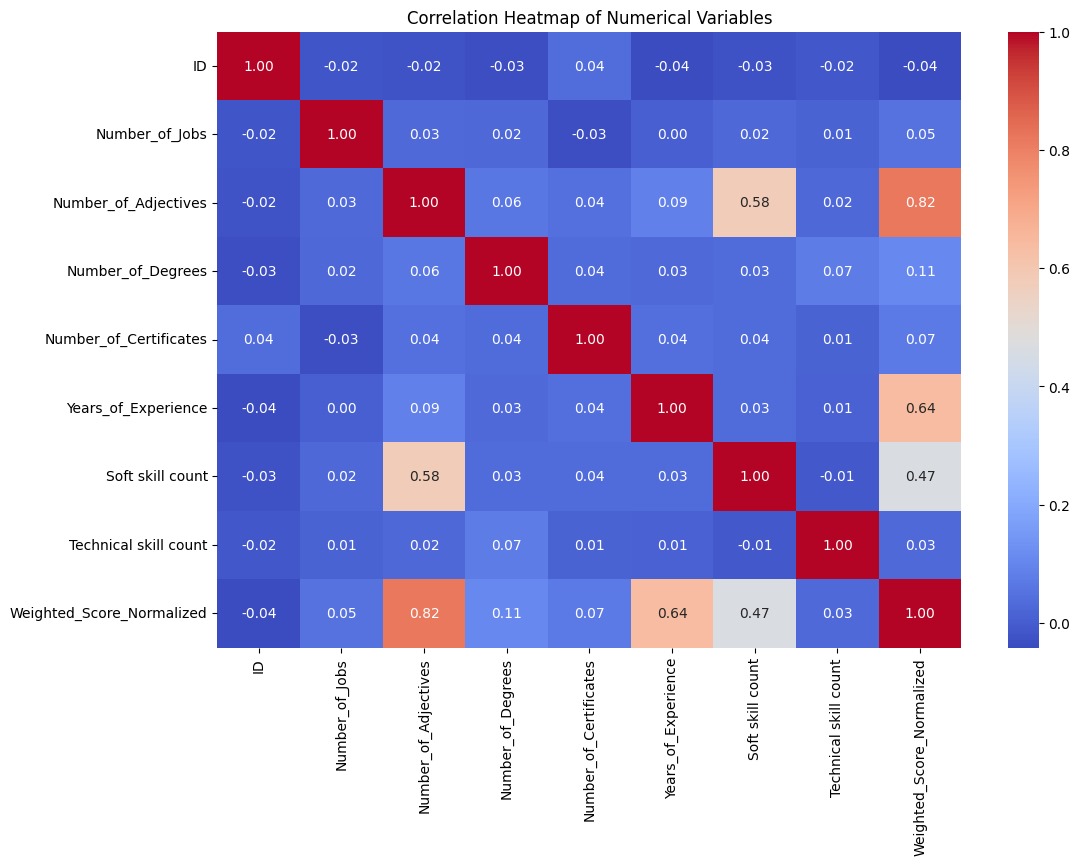 Correlation Heatmap of Numerical Variables
ID 1.00 -0.02 -0.02 -0.03 0.04 -0.04 -0.03 -0.02 -0.04
Number_of_Jobs -0.02 1.00 0.03 0.02 -0.03 0.00 0.02 0.01 0.05
Number_of_Adjectives -0.02 0.03 1.00 0.06 0.04 0.09 0.58 0.02 0.82
Number_of_Degrees -0.03 0.02 0.06 1.00 0.04 0.03 0.03 0.07 0.11
Number_of_Certificates 0.04 -0.03 0.04 0.04 1.00 0.04 0.04 0.01 0.07
Years_of_Experience -0.04 0.00 0.09 0.03 0.04 1.00 0.03 0.01 0.64
Soft skill count -0.03 0.02 0.58 0.03 0.04 0.03 1.00 -0.01 0.47
Technical skill count -0.02 0.01 0.02 0.07 0.01 0.01 -0.01 1.00 0.03
Weighted_Score_Normalized -0.04 0.05 0.82 0.11 0.07 0.64 0.47 0.03 1.00
ID
Number_of_Jobs
Number_of_Adjectives
Number_of_Degrees
Number_of_Certificates
Years_of_Experience
Soft skill count
Technical skill count
Weighted_Score_Normalized
1.0
0.8
0.6
0.4
0.2
0.0